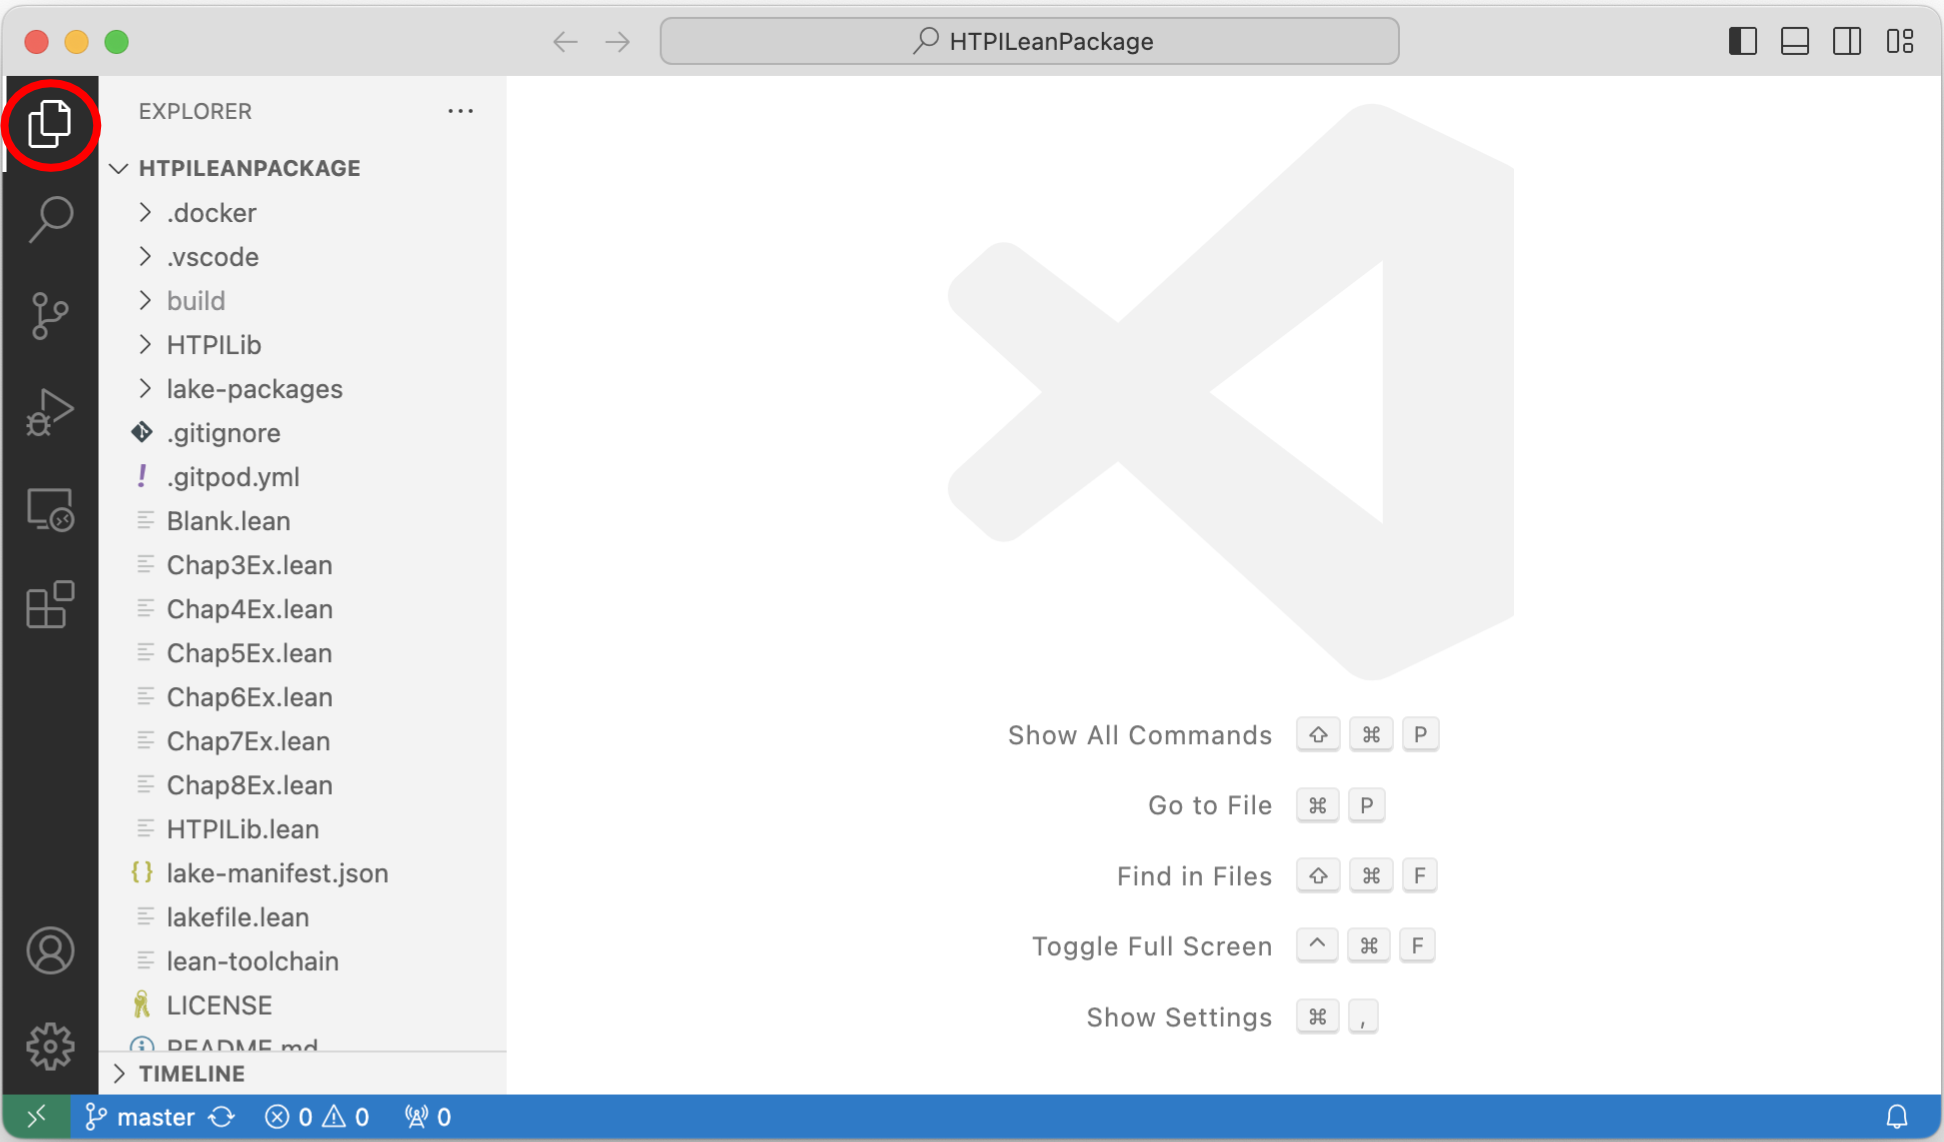 HTPILeanPackage
EXPLORER
HTPILEANPACKAGE
.docker
.vscode
build
HTPILib
lake-packages
.gitignore
.gitpod.yml
Blank.lean
Chap3Ex.lean
Chap4Ex.lean
Chap5Ex.lean
Chap6Ex.lean
Chap7Ex.lean
Chap8Ex.lean
HTPILib.lean
lake-manifest.json
lakefile.lean
lean-toolchain
LICENSE
README.md
TIMELINE
Show All Commands ⇧ ⌘ P
Go to File ⌘ P
Find in Files ⇧ ⌘ F
Toggle Full Screen ^ ⌘ F
Show Settings ⌘ ,
master 0 0 0